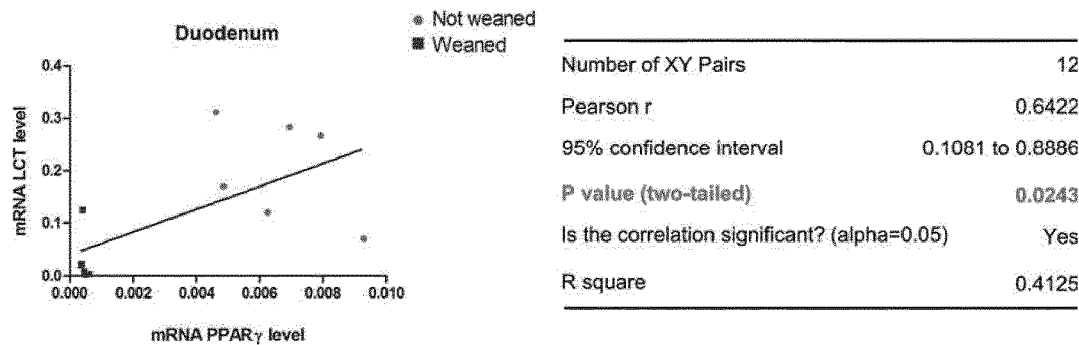 Duodenum
Not weaned
Weaned
mRNA LCT level
0.4
0.3
0.2
0.1
0.0
0.000 0.002 0.004 0.006 0.008 0.010
mRNA PPARγ level
Number of XY Pairs 12
Pearson r 0.6422
95% confidence interval 0.1081 to 0.8886
P value (two-tailed) 0.0243
Is the correlation significant? (alpha=0.05) Yes
R square 0.4125